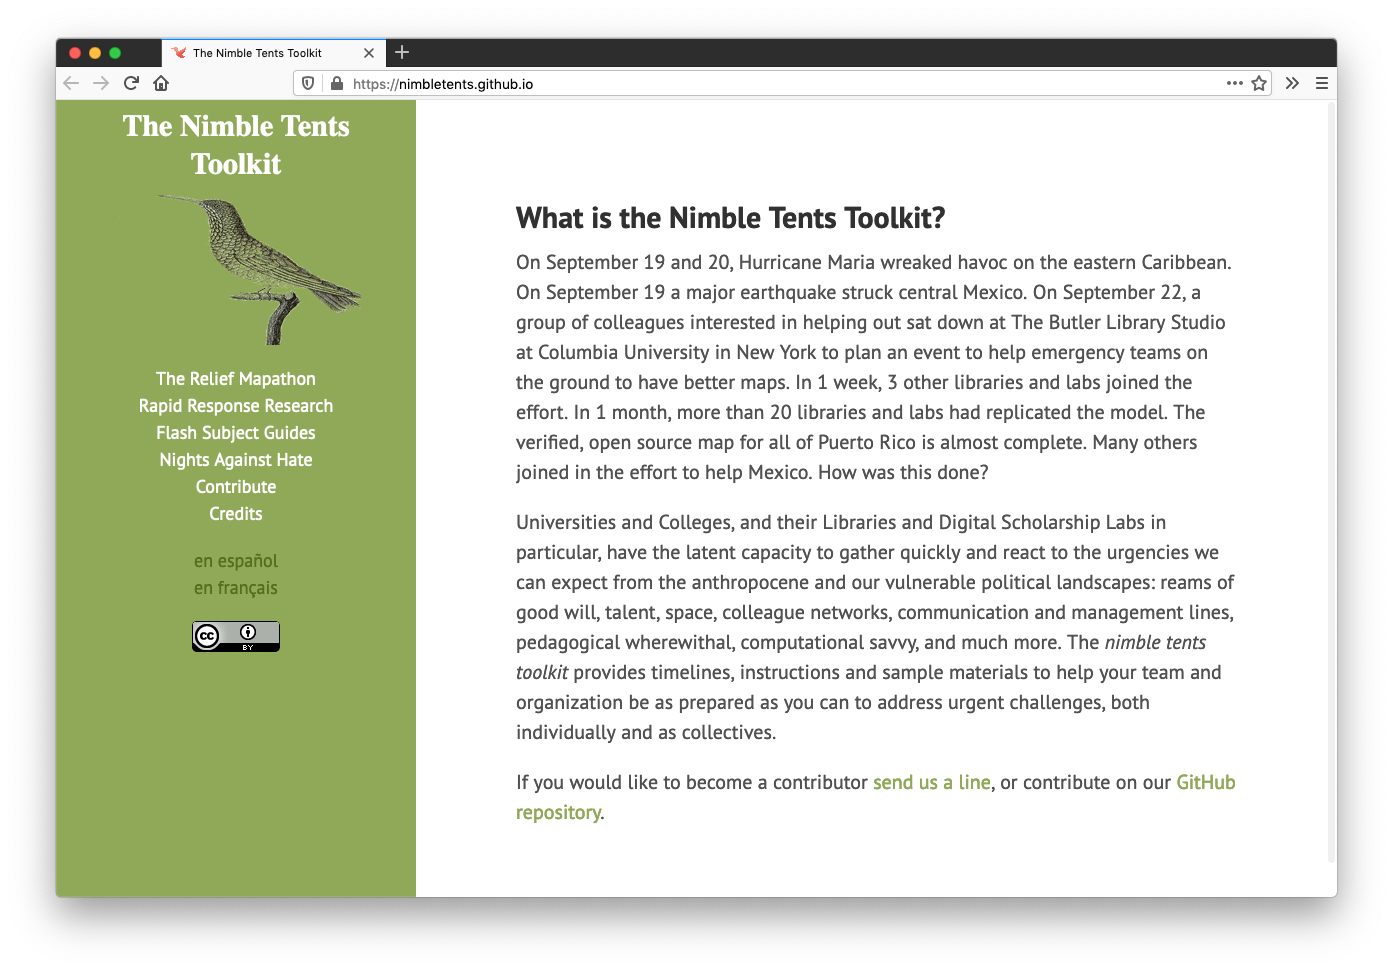 The Nimble Tents Toolkit
https://nimbletents.github.io
The Nimble Tents
Toolkit
The Relief Mapathon
Rapid Response Research
Flash Subject Guides
Nights Against Hate
Contribute
Credits
en español
en français
cc
BY
What is the Nimble Tents Toolkit?
On September 19 and 20, Hurricane Maria wreaked havoc on the eastern Caribbean.
On September 19 a major earthquake struck central Mexico. On September 22, a
group of colleagues interested in helping out sat down at The Butler Library Studio
at Columbia University in New York to plan an event to help emergency teams on
the ground to have better maps. In 1 week, 3 other libraries and labs joined the
effort. In 1 month, more than 20 libraries and labs had replicated the model. The
verified, open source map for all of Puerto Rico is almost complete. Many others
joined in the effort to help Mexico. How was this done?
Universities and Colleges, and their Libraries and Digital Scholarship Labs in
particular, have the latent capacity to gather quickly and react to the urgencies we
can expect from the anthropocene and our vulnerable political landscapes: reams of
good will, talent, space, colleague networks, communication and management lines,
pedagogical wherewithal, computational savvy, and much more. The nimble tents
toolkit provides timelines, instructions and sample materials to help your team and
organization be as prepared as you can to address urgent challenges, both
individually and as collectives.
If you would like to become a contributor send us a line, or contribute on our GitHub
repository.